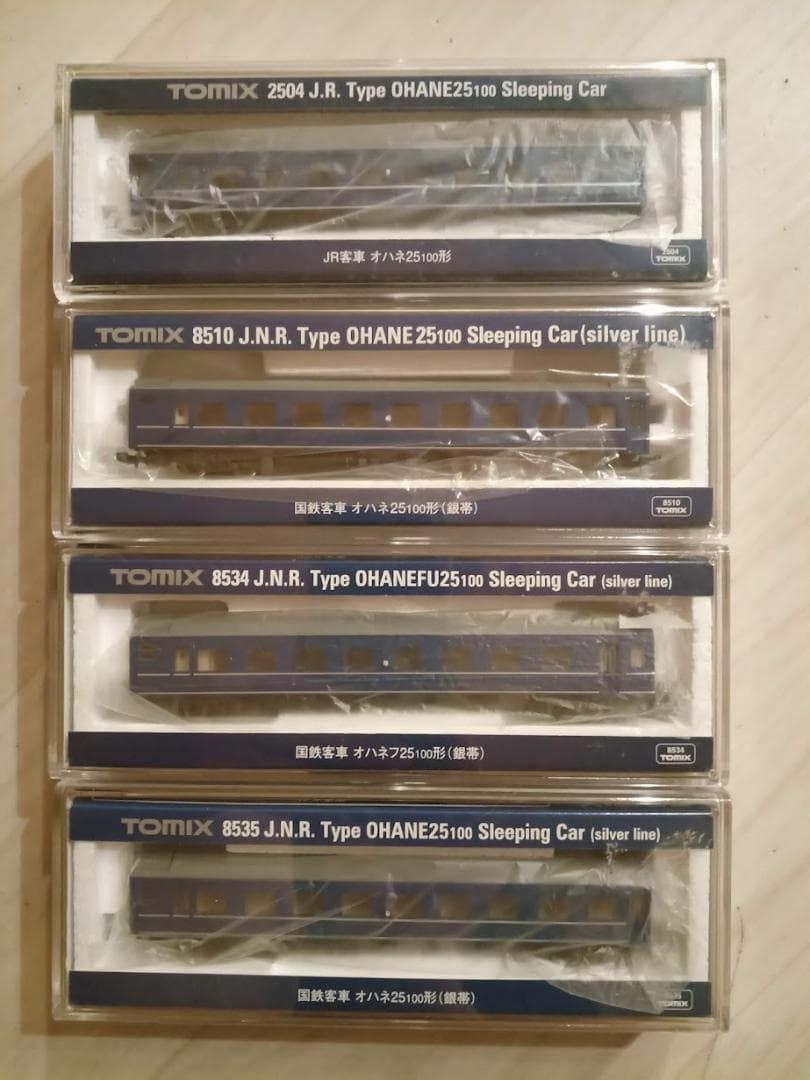 TOMIX 2504 J.R. Type OHANE25100 Sleeping Car
JR客車 オハネ25100形
2504
TOMIX
TOMIX 8510 J.N.R. Type OHANE25100 Sleeping Car(silver line)
国鉄客車 オハネ25100形(銀帯)
8510
TOMIX
TOMIX 8534 J.N.R. Type OHANEFU25100 Sleeping Car (silver line)
国鉄客車 オハネフ25100形(銀帯)
8534
TOMIX
TOMIX 8535 J.N.R. Type OHANE25100 Sleeping Car (silver line)
国鉄客車 オハネ25100形(銀帯)
TOMIX